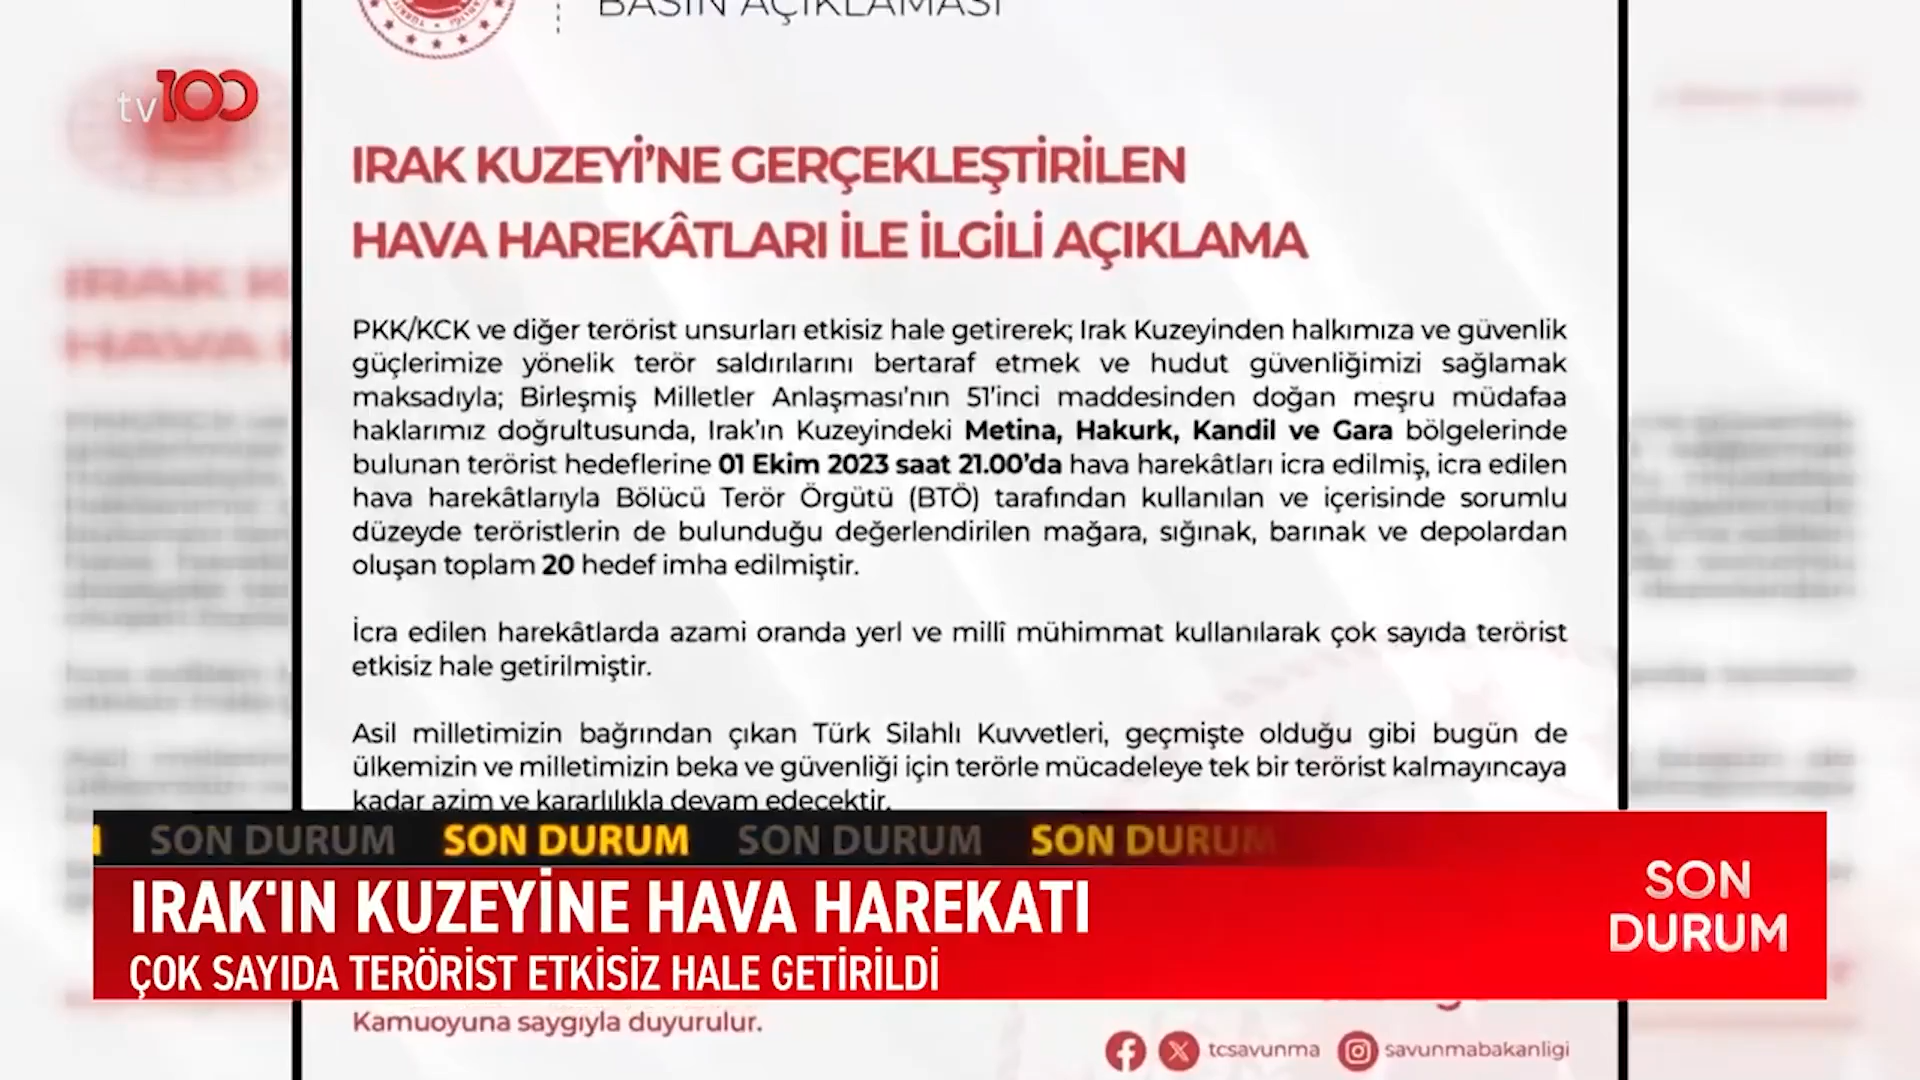 BASIN AÇIKLAMASI
tv100
IRAK KUZEYİ’NE GERÇEKLEŞTİRİLEN
HAVA HAREKÂTLARI İLE İLGİLİ AÇIKLAMA
PKK/KCK ve diğer terörist unsurları etkisiz hale getirerek; Irak Kuzeyinden halkımıza ve güvenlik
güçlerimize yönelik terör saldırılarını bertaraf etmek ve hudut güvenliğimizi sağlamak
maksadıyla; Birleşmiş Milletler Anlaşması’nın 51’inci maddesinden doğan meşru müdafaa
haklarımız doğrultusunda, Irak’ın Kuzeyindeki Metina, Hakurk, Kandil ve Gara bölgelerinde
bulunan terörist hedeflerine 01 Ekim 2023 saat 21.00’da hava harekâtları icra edilmiş, icra edilen
hava harekâtlarıyla Bölücü Terör Örgütü (BTÖ) tarafından kullanılan ve içerisinde sorumlu
düzeyde teröristlerin de bulunduğu değerlendirilen mağara, sığınak, barınak ve depolardan
oluşan toplam 20 hedef imha edilmiştir.
İcra edilen harekâtlarda azami oranda yerl ve millî mühimmat kullanılarak çok sayıda terörist
etkisiz hale getirilmiştir.
Asil milletimizin bağrından çıkan Türk Silahlı Kuvvetleri, geçmişte olduğu gibi bugün de
ülkemizin ve milletimizin beka ve güvenliği için terörle mücadeleye tek bir terörist kalmayıncaya
kadar azim ve kararlılıkla devam edecektir.
SON DURUM SON DURUM SON DURUM SON DURUM
IRAK'IN KUZEYİNE HAVA HAREKATI
ÇOK SAYIDA TERÖRİST ETKİSİZ HALE GETİRİLDİ
SON
DURUM
Kamuoyuna saygıyla duyurulur.
tcsavunma savunmabakanligi